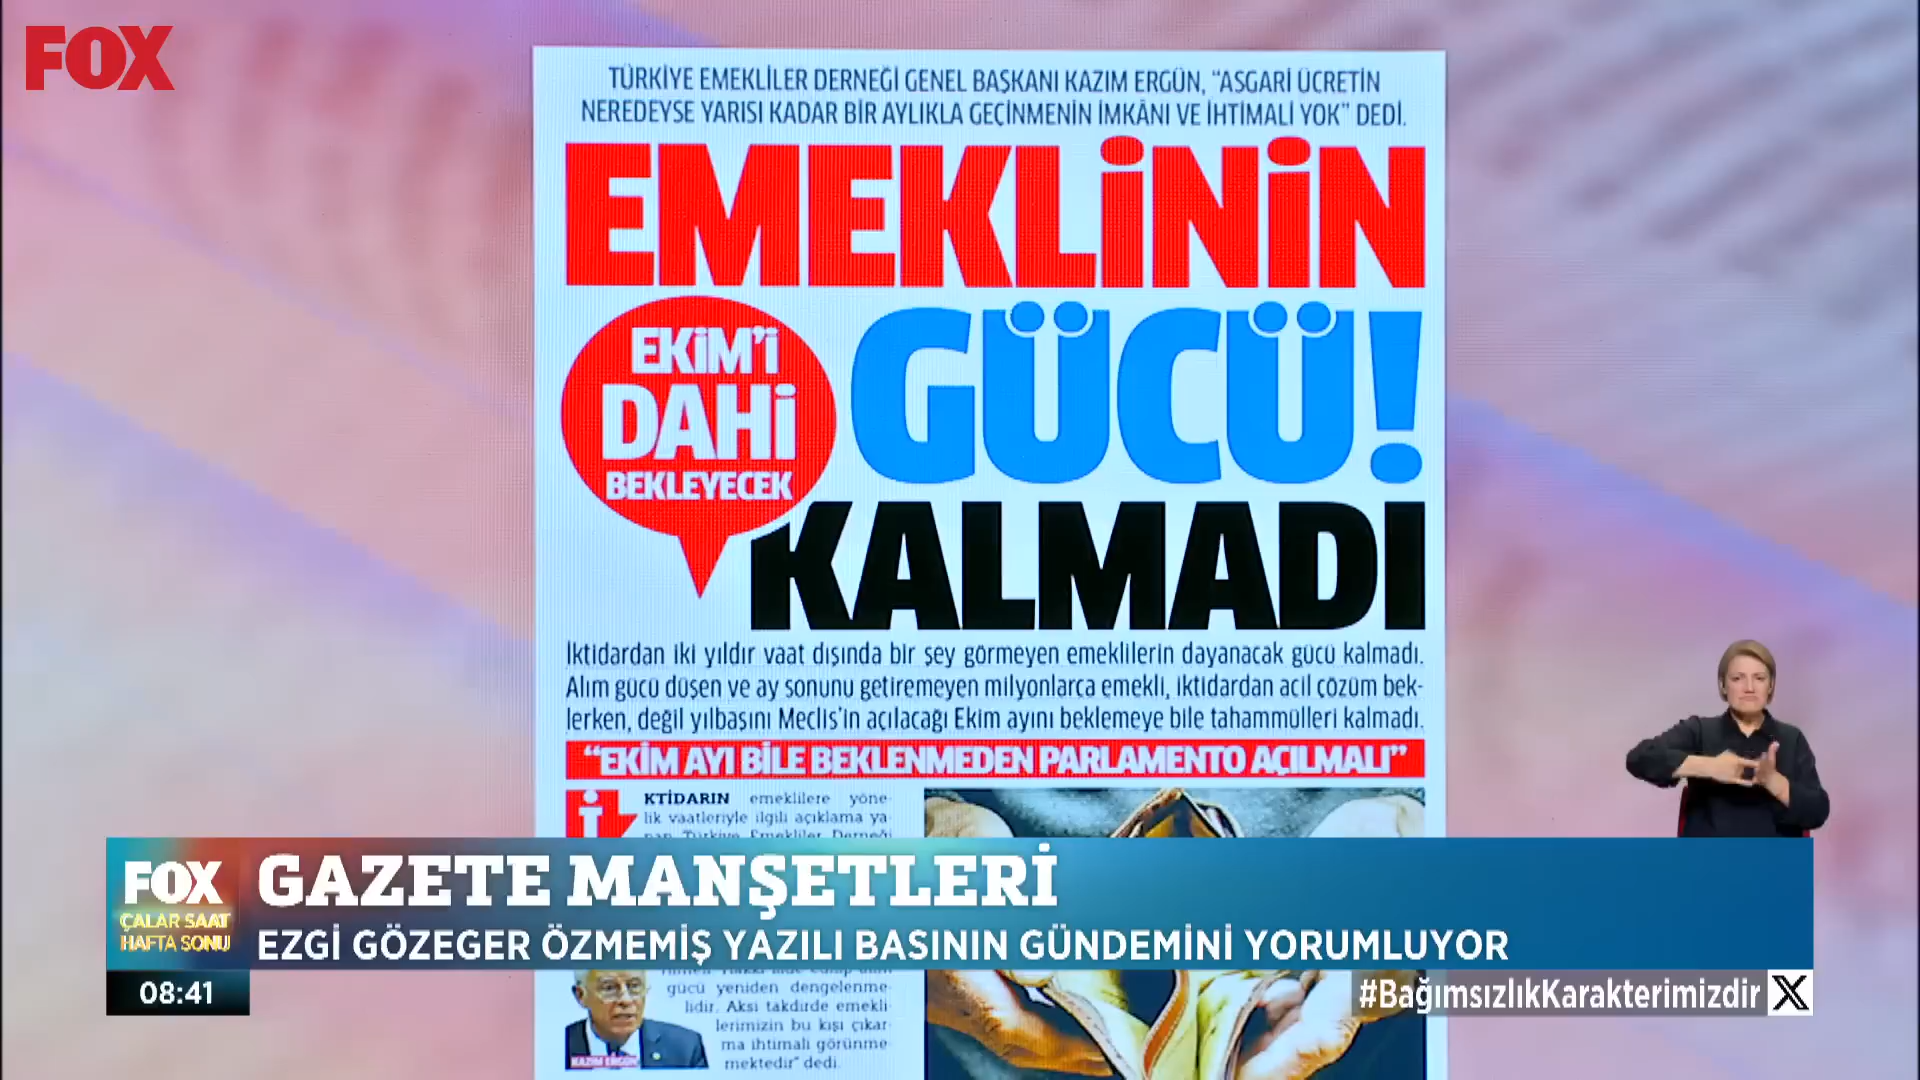 FOX
TÜRKİYE EMEKLİLER DERNEĞİ GENEL BAŞKANI KAZIM ERGÜN, “ASGARİ ÜCRETİN
NEREDEYSE YARISI KADAR BİR AYLIKLA GEÇİNMENİN İMKÂNI VE İHTİMALİ YOK” DEDİ.
EMEKLİNİN
GÜCÜ!
KALMADI
EKİM’İ
DAHİ
BEKLEYECEK
İktidardan iki yıldır vaat dışında bir şey görmeyen emeklilerin dayanacak gücü kalmadı.
Alım gücü düşen ve ay sonunu getiremeyen milyonlarca emekli, iktidardan acil çözüm bek-
lerken, değil yılbaşını Meclis’in açılacağı Ekim ayını beklemeye bile tahammülleri kalmadı.
“EKİM AYI BİLE BEKLENMEDEN PARLAMENTO AÇILMALI”
İKTİDARIN emeklilere yöne-
lik vaatleriyle ilgili açıklama ya-
pan Türkiye Emekliler Derneği
FOX
ÇALAR SAAT
HAFTA SONU
GAZETE MANŞETLERİ
EZGİ GÖZEGER ÖZMEMİŞ YAZILI BASININ GÜNDEMİNİ YORUMLUYOR
08:41
#BağımsızlıkKarakterimizdir X
gücü yeniden dengelenme-
lidir. Aksi takdirde emekli-
lerimizin bu kışı çıkar-
ma ihtimali görünme-
mektedir” dedi.
KAZIM ERGÜN